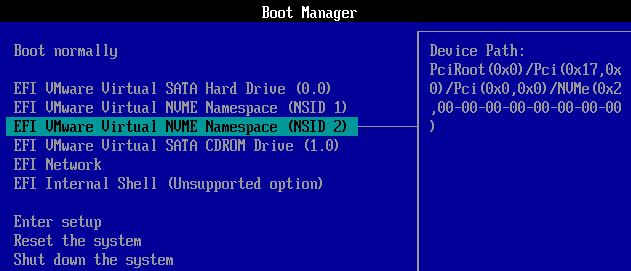 Boot Manager
Boot normally
EFI VMware Virtual SATA Hard Drive (0.0)
EFI VMware Virtual NVME Namespace (NSID 1)
EFI VMware Virtual NVME Namespace (NSID 2)
EFI VMware Virtual SATA CDROM Drive (1.0)
EFI Network
EFI Internal Shell (Unsupported option)
Enter setup
Reset the system
Shut down the system
Device Path:
PciRoot(0x0)/Pci(0x17,0x
0)/Pci(0x0,0x0)/NVMe(0x2
,00-00-00-00-00-00-00-00
)